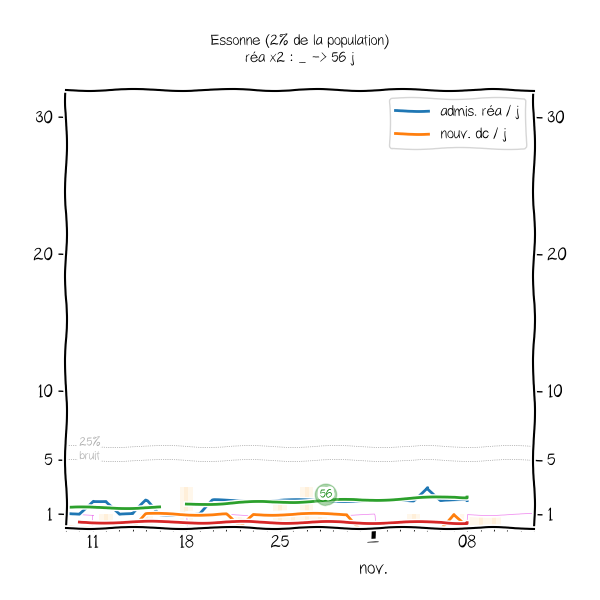 Essonne (2% de la population)
réa x2 : _ -> 56 j
admis. réa / j
nouv. dc / j
30
30
20
20
10
10
25%
bruit
5
5
56
1
1
11
18
25
1
08
nov.